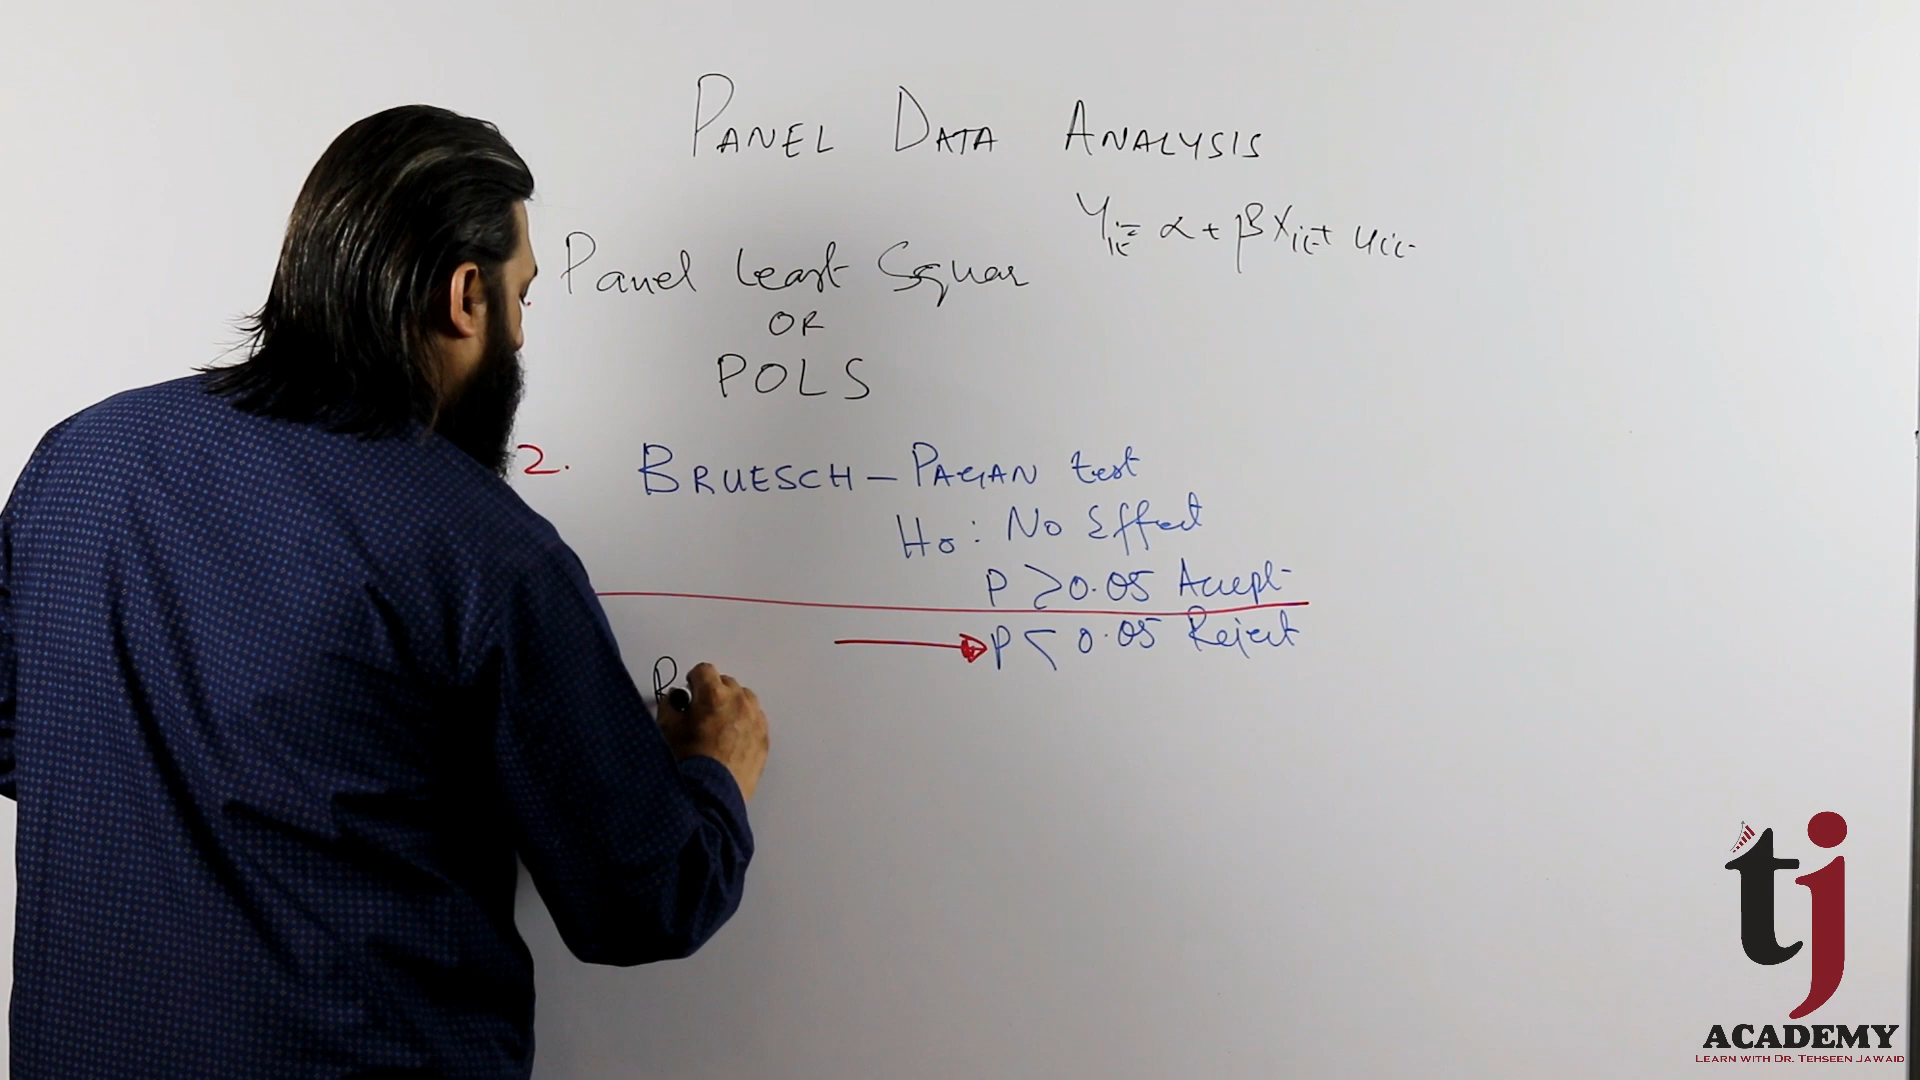 PANEL DATA ANALYSIS
Yit = α + βXit + uit
Panel Least Squar
OR
POLS
2. BRUESCH - PAGAN test
Ho: No Effect
P > 0.05 Accept
P < 0.05 Reject
R
tj
ACADEMY
LEARN WITH DR. TEHSEEN JAWAID